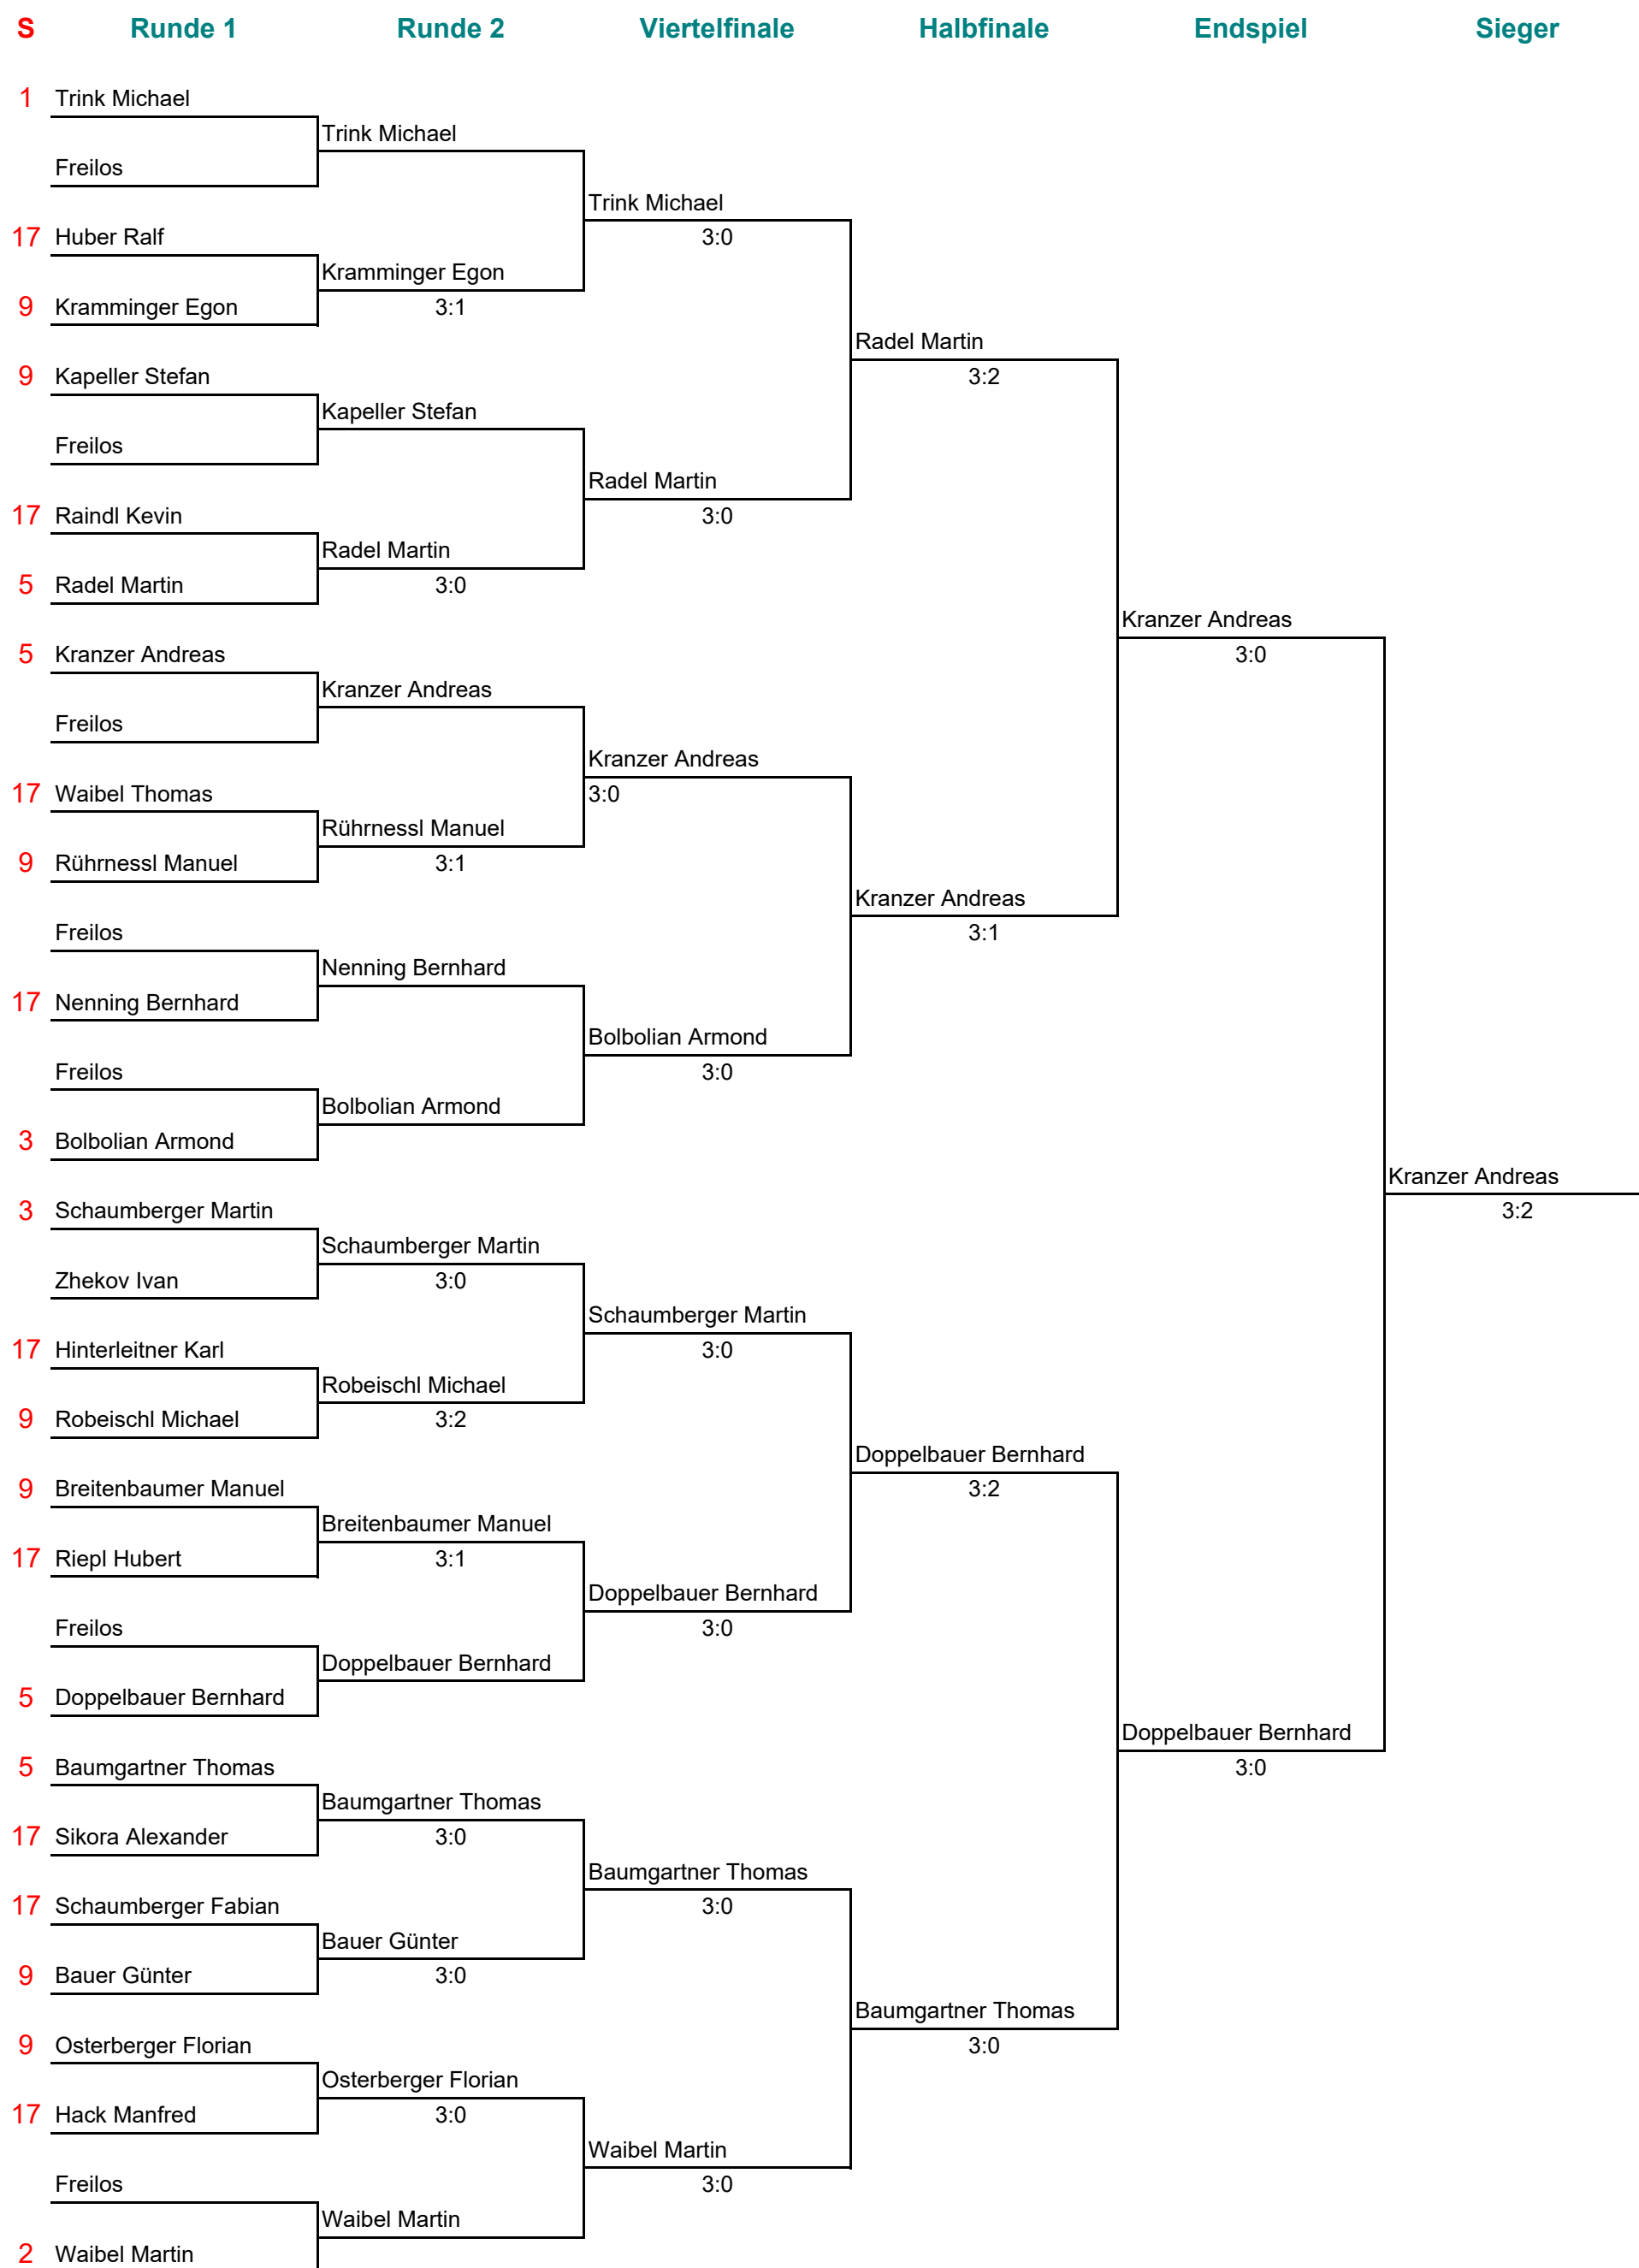 S Runde 1 Runde 2 Viertelfinale Halbfinale Endspiel Sieger
1 Trink Michael
Trink Michael
Freilos
Trink Michael
17 Huber Ralf 3:0
Kramminger Egon
9 Kramminger Egon 3:1
Radel Martin
9 Kapeller Stefan 3:2
Kapeller Stefan
Freilos
Radel Martin
17 Raindl Kevin 3:0
Radel Martin
5 Radel Martin 3:0
Kranzer Andreas
5 Kranzer Andreas 3:0
Kranzer Andreas
Freilos
Kranzer Andreas
17 Waibel Thomas 3:0
Rührnessl Manuel
9 Rührnessl Manuel 3:1
Kranzer Andreas
Freilos 3:1
Nenning Bernhard
17 Nenning Bernhard
Bolbolian Armond
Freilos 3:0
Bolbolian Armond
3 Bolbolian Armond
Kranzer Andreas
3 Schaumberger Martin 3:2
Schaumberger Martin
Zhekov Ivan 3:0
Schaumberger Martin
17 Hinterleitner Karl 3:0
Robeischl Michael
9 Robeischl Michael 3:2
Doppelbauer Bernhard
9 Breitenbaumer Manuel 3:2
Breitenbaumer Manuel
17 Riepl Hubert 3:1
Doppelbauer Bernhard
Freilos 3:0
Doppelbauer Bernhard
5 Doppelbauer Bernhard
Doppelbauer Bernhard
5 Baumgartner Thomas 3:0
Baumgartner Thomas
17 Sikora Alexander 3:0
Baumgartner Thomas
17 Schaumberger Fabian 3:0
Bauer Günter
9 Bauer Günter 3:0
Baumgartner Thomas
9 Osterberger Florian 3:0
Osterberger Florian
17 Hack Manfred 3:0
Waibel Martin
Freilos 3:0
Waibel Martin
2 Waibel Martin